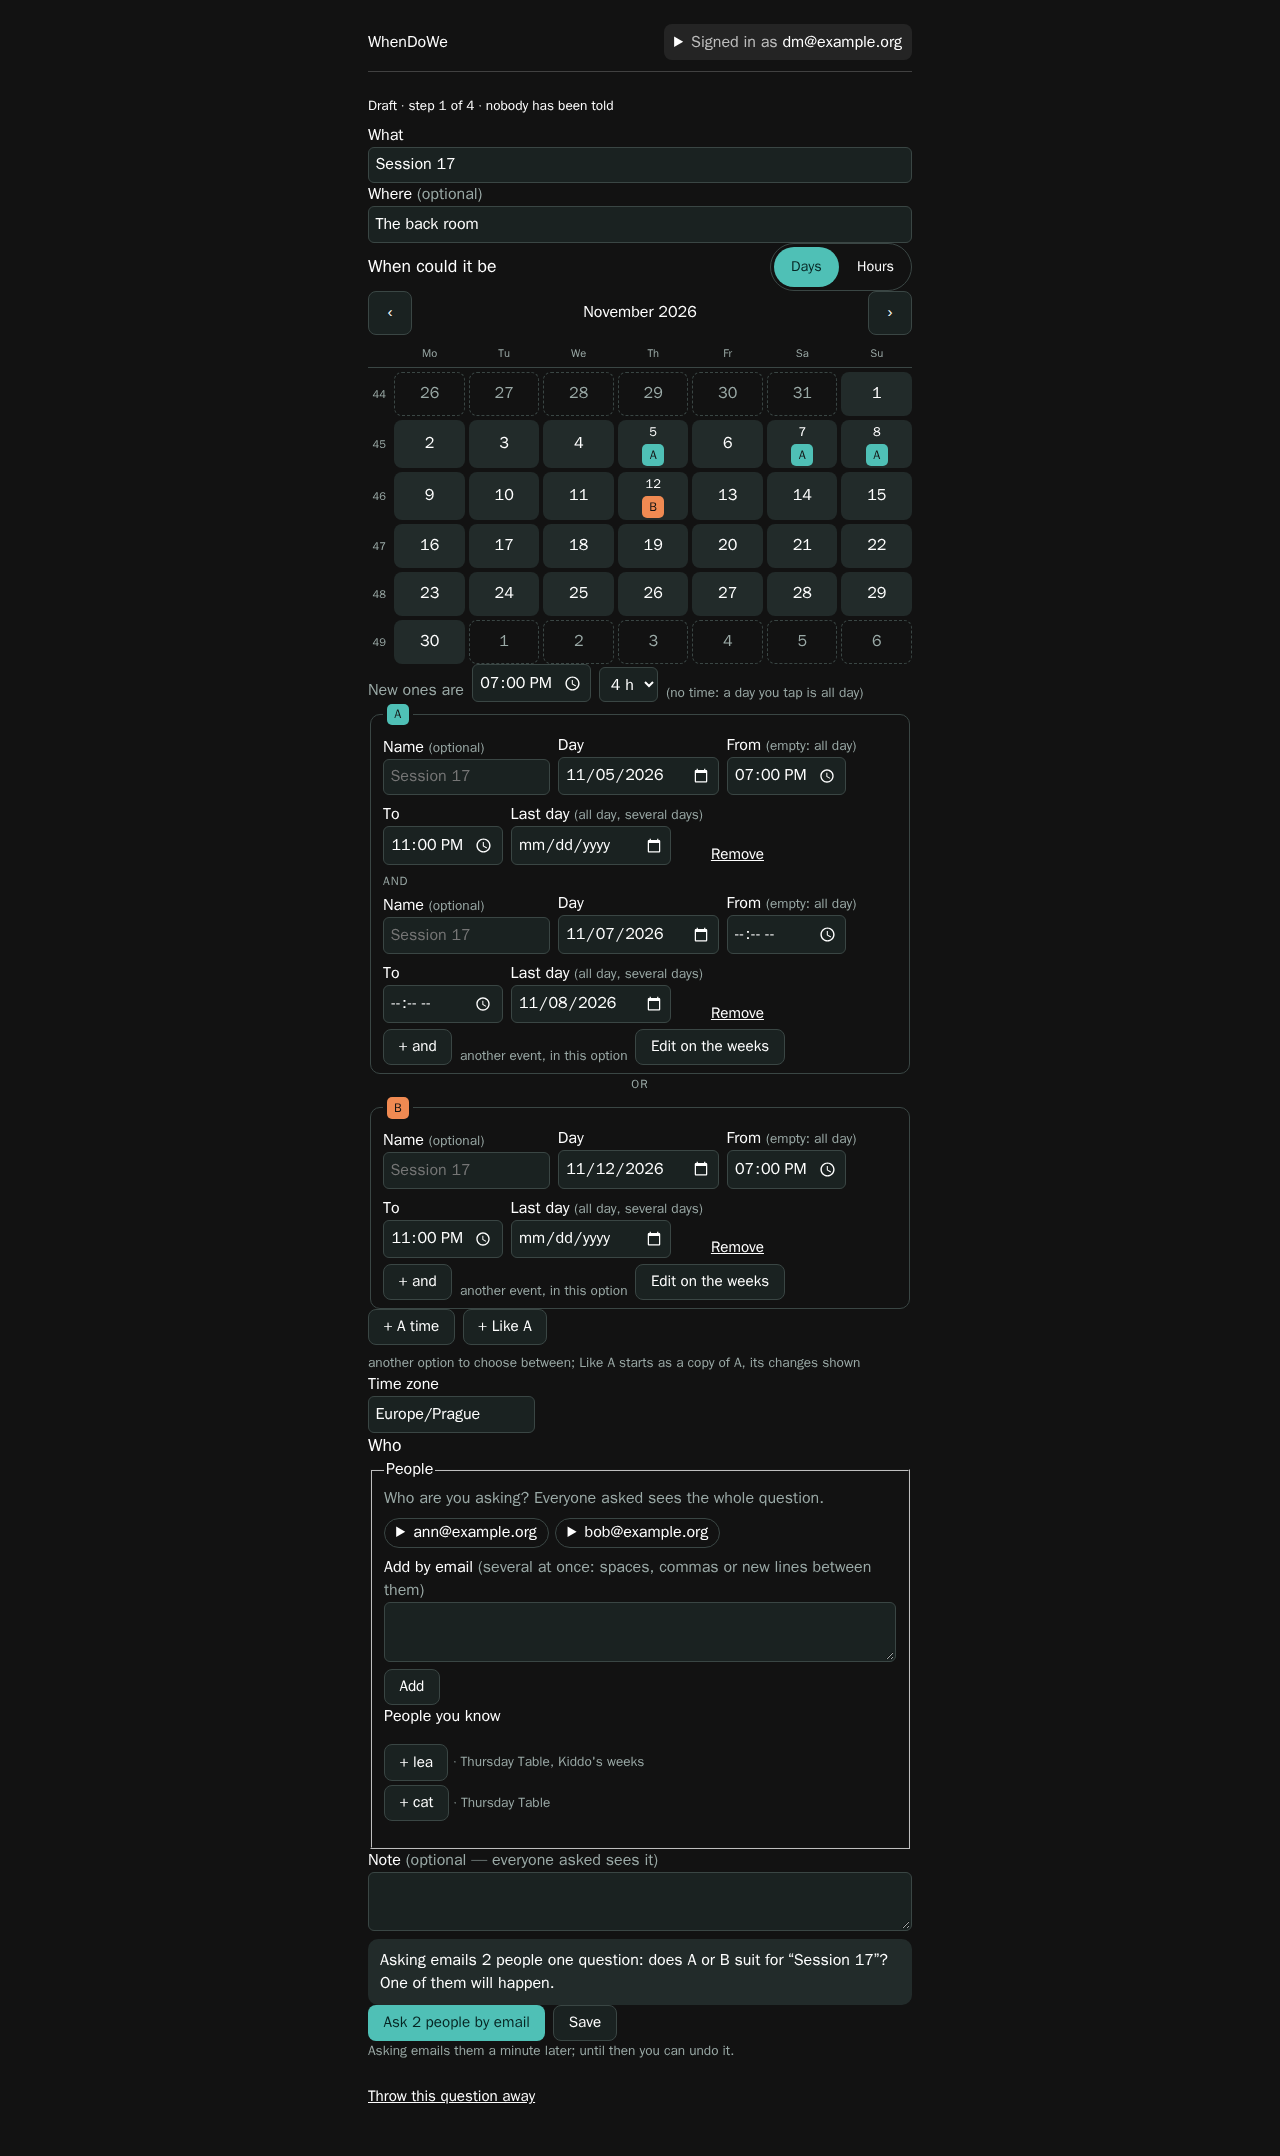 WhenDoWe
▶ Signed in as dm@example.org
Draft · step 1 of 4 · nobody has been told
What
Session 17
Where (optional)
The back room
When could it be
Days Hours
‹ November 2026 ›
Mo Tu We Th Fr Sa Su
44 26 27 28 29 30 31 1
45 2 3 4 5 A 6 7 A 8 A
46 9 10 11 12 B 13 14 15
47 16 17 18 19 20 21 22
48 23 24 25 26 27 28 29
49 30 1 2 3 4 5 6
New ones are 07:00 PM 4 h (no time: a day you tap is all day)
A
Name (optional) Day From (empty: all day)
Session 17 11/05/2026 07:00 PM
To Last day (all day, several days)
11:00 PM mm/dd/yyyy Remove
AND
Name (optional) Day From (empty: all day)
Session 17 11/07/2026 --:-- --
To Last day (all day, several days)
--:-- -- 11/08/2026 Remove
+ and another event, in this option Edit on the weeks
OR
B
Name (optional) Day From (empty: all day)
Session 17 11/12/2026 07:00 PM
To Last day (all day, several days)
11:00 PM mm/dd/yyyy Remove
+ and another event, in this option Edit on the weeks
+ A time + Like A
another option to choose between; Like A starts as a copy of A, its changes shown
Time zone
Europe/Prague
Who
People
Who are you asking? Everyone asked sees the whole question.
▶ ann@example.org ▶ bob@example.org
Add by email (several at once: spaces, commas or new lines between
them)
Add
People you know
+ lea · Thursday Table, Kiddo's weeks
+ cat · Thursday Table
Note (optional — everyone asked sees it)
Asking emails 2 people one question: does A or B suit for “Session 17”?
One of them will happen.
Ask 2 people by email Save
Asking emails them a minute later; until then you can undo it.
Throw this question away